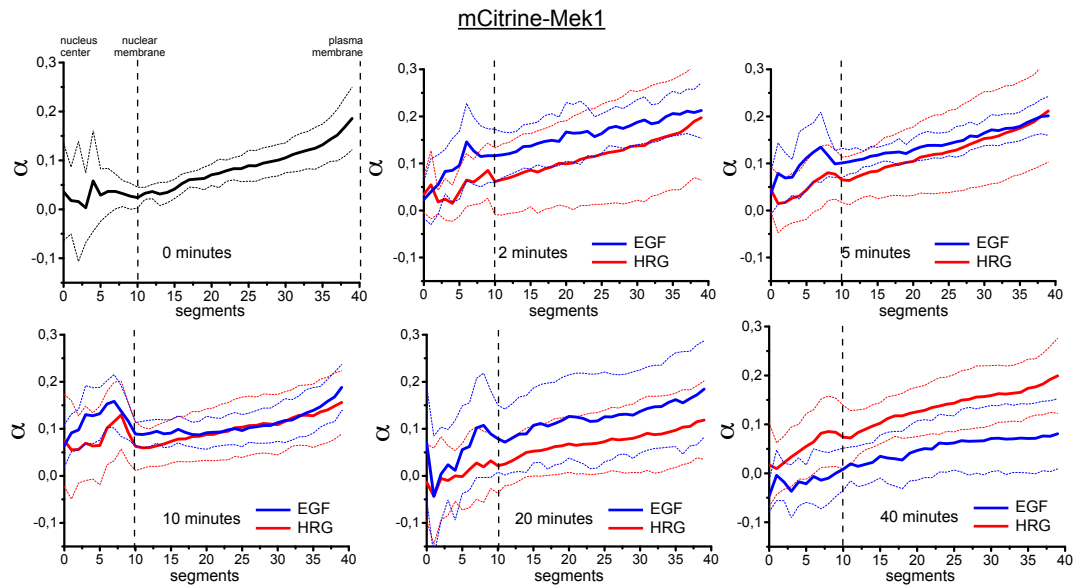 mCitrine-Mek1
nucleus center
nuclear membrane
plasma membrane
0,3
0,2
0,1
0,0
-0,1
α
0 minutes
0 5 10 15 20 25 30 35 40
segments
0,3
0,2
0,1
0,0
-0,1
α
2 minutes
EGF
HRG
0 5 10 15 20 25 30 35 40
segments
0,3
0,2
0,1
0,0
-0,1
α
5 minutes
EGF
HRG
0 5 10 15 20 25 30 35 40
segments
0,3
0,2
0,1
0,0
-0,1
α
10 minutes
EGF
HRG
0 5 10 15 20 25 30 35 40
segments
0,3
0,2
0,1
0,0
-0,1
α
20 minutes
EGF
HRG
0 5 10 15 20 25 30 35 40
segments
0,3
0,2
0,1
0,0
-0,1
α
40 minutes
EGF
HRG
0 5 10 15 20 25 30 35 40
segments